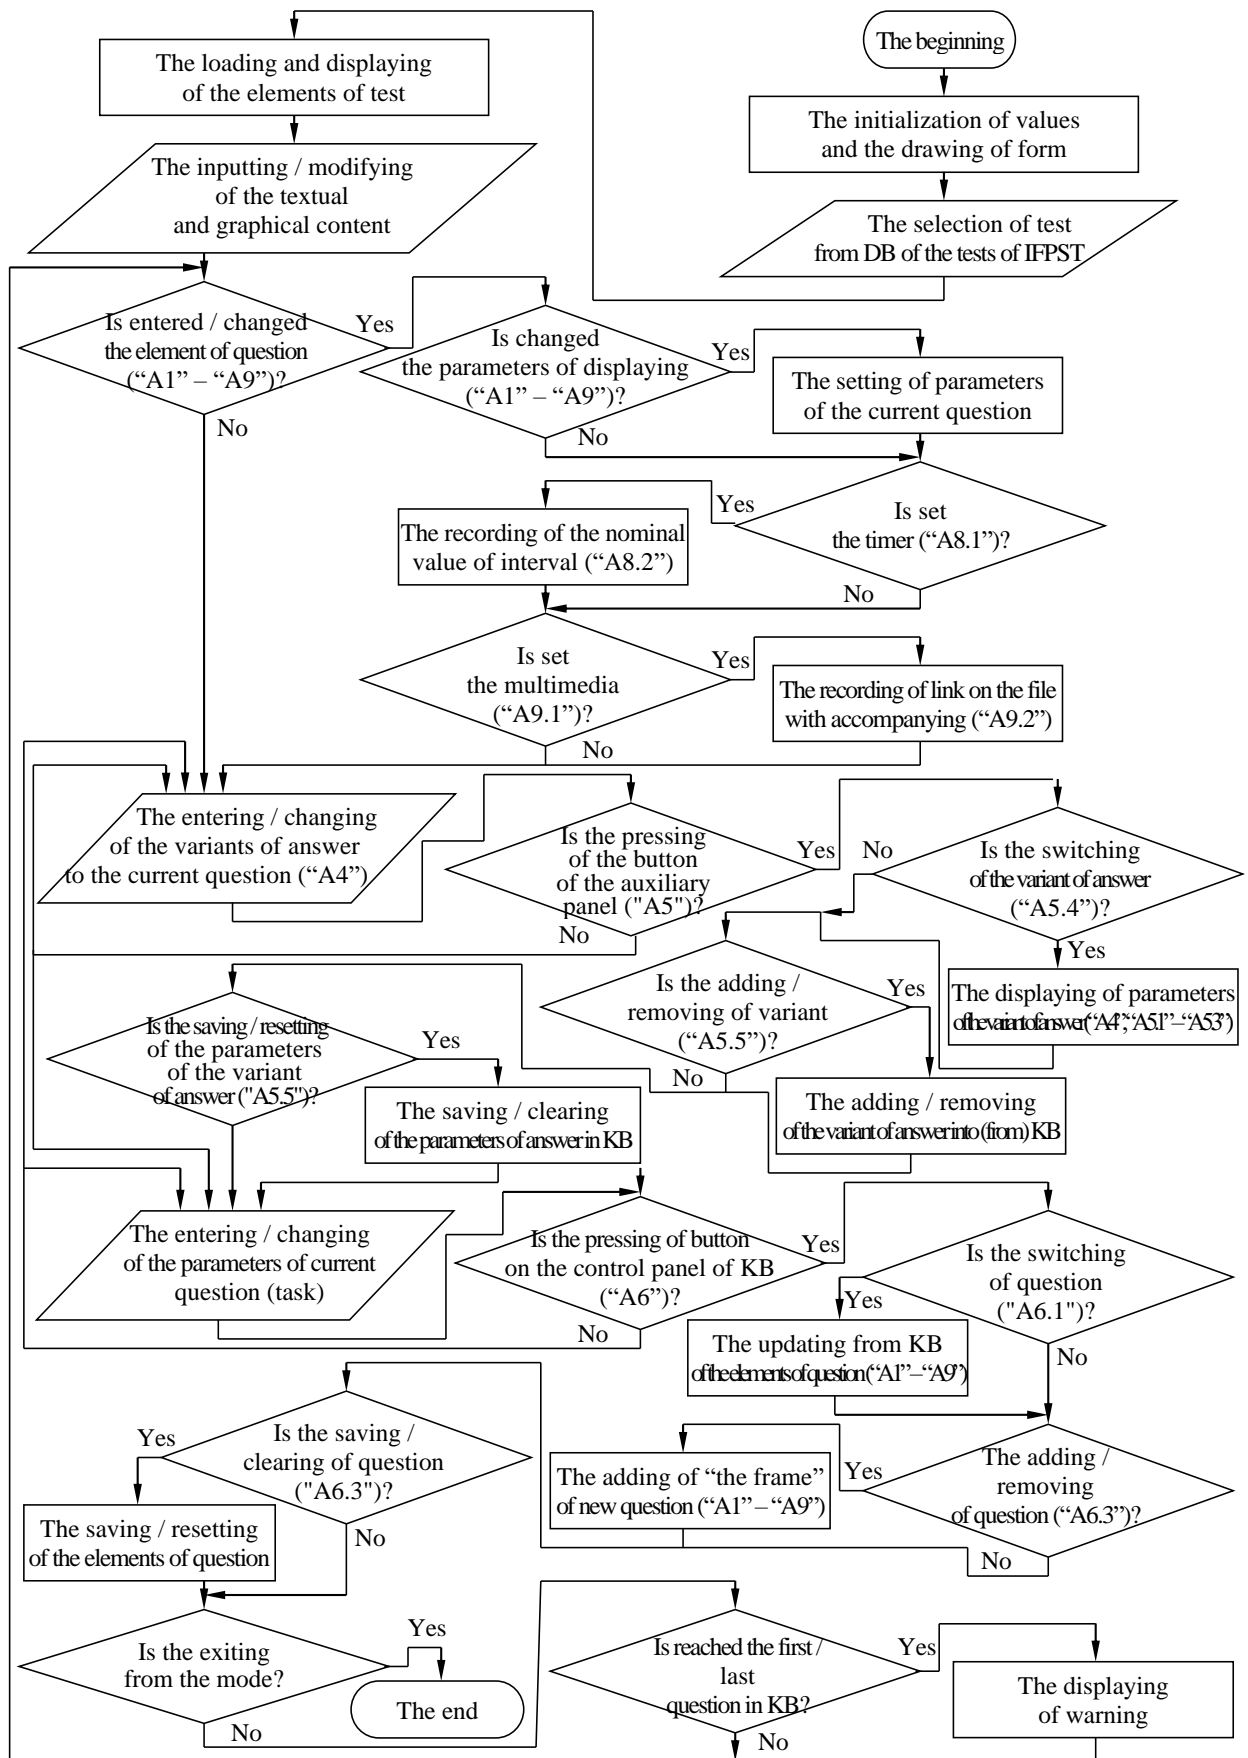 The beginning
The loading and displaying
of the elements of test
The initialization of values
and the drawing of form
The inputting / modifying
of the textual
and graphical content
The selection of test
from DB of the tests of IFPST
Is entered / changed
the element of question
(“A1” – “A9”)?
Yes
No
Is changed
the parameters of displaying
(“A1” – “A9”)?
Yes
No
The setting of parameters
of the current question
Is set
the timer (“A8.1”)?
Yes
No
The recording of the nominal
value of interval (“A8.2”)
Is set
the multimedia
(“A9.1”)?
Yes
No
The recording of link on the file
with accompanying (“A9.2”)
The entering / changing
of the variants of answer
to the current question (“A4”)
Is the pressing
of the button
of the auxiliary
panel ("A5")?
Yes
No
Is the switching
of the variant of answer
(“A5.4”)?
No
Yes
The displaying of parameters
of the variant of answer (“A4”, “A5.1” – “A5.3”)
Is the adding /
removing of variant
(“A5.5”)?
Yes
No
Is the saving / resetting
of the parameters
of the variant
of answer ("A5.5")?
Yes
The saving / clearing
of the parameters of answer in KB
The adding / removing
of the variant of answer into (from) KB
The entering / changing
of the parameters of current
question (task)
Is the pressing of button
on the control panel of KB
(“A6”)?
Yes
No
Is the switching
of question
("A6.1")?
Yes
No
The updating from KB
of the elements of question (“A1” – “A9”)
Is the saving /
clearing of question
("A6.3")?
Yes
No
The adding of “the frame”
of new question (“A1” – “A9”)
The adding /
removing
of question (“A6.3”)?
Yes
No
The saving / resetting
of the elements of question
Is the exiting
from the mode?
Yes
No
The end
Is reached the first /
last
question in KB?
Yes
No
The displaying
of warning